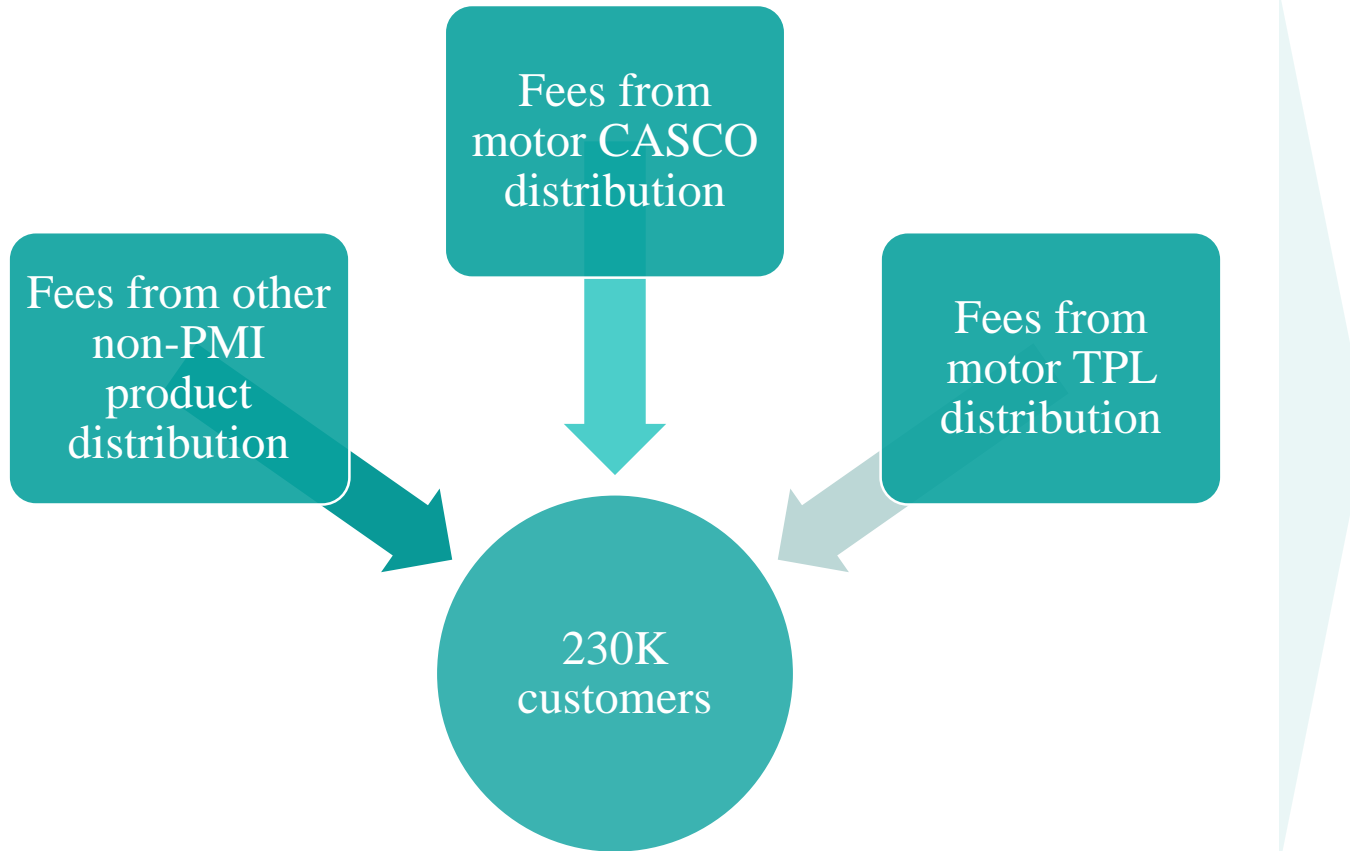 Fees from
motor CASCO
distribution
Fees from other
non-PMI
product
distribution
Fees from
motor TPL
distribution
230K
customers